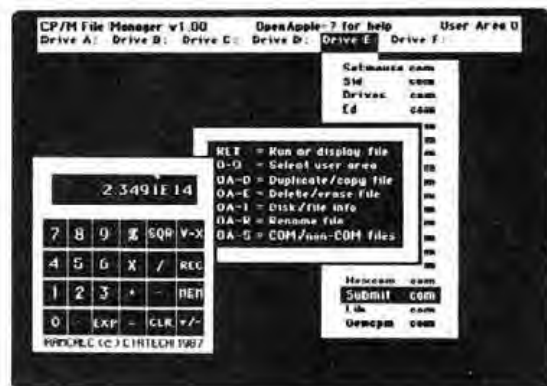 CP/M File Manager v1.00 OpenApple-? for help User Area 0
Drive A: Drive B: Drive C: Drive D: Drive E: Drive F:
Setmouse com
Sid com
Drives com
Ed com
RET = Run or display file
0-9 = Select user area
OA-D = Duplicate/copy file
OA-E = Delete/erase file
OA-I = Disk/file info
OA-R = Rename file
OA-S = COM/non-COM files
2.3491E14
7 8 9 % SQR Y-X
4 5 6 X / REC
1 2 3 + - MEM
0 . EXP = CLR +/-
RAMCALC (c) CIRTECH 1987
Hexcom com
Submit com
Lib com
Gencpm com